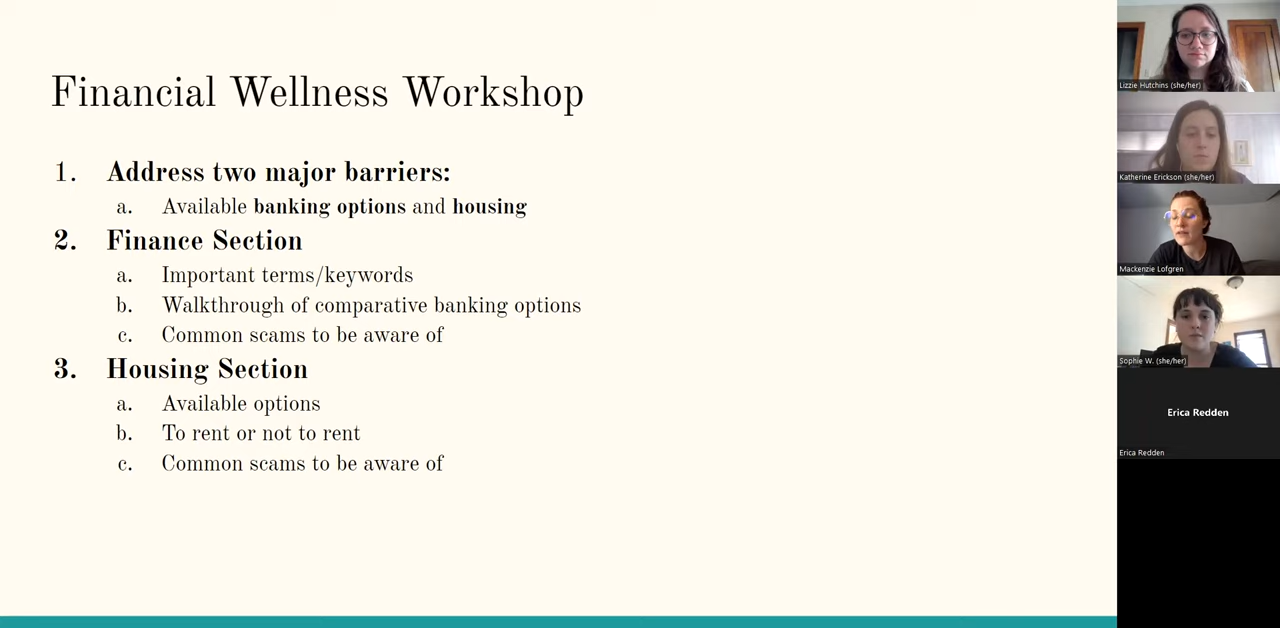 Financial Wellness Workshop
1. Address two major barriers:
a. Available banking options and housing
2. Finance Section
a. Important terms/keywords
b. Walkthrough of comparative banking options
c. Common scams to be aware of
3. Housing Section
a. Available options
b. To rent or not to rent
c. Common scams to be aware of
Lizzie Hutchins (she/her)
Katherine Erickson (she/her)
Mackenzie Lofgren
Sophie W. (she/her)
Erica Redden
Erica Redden